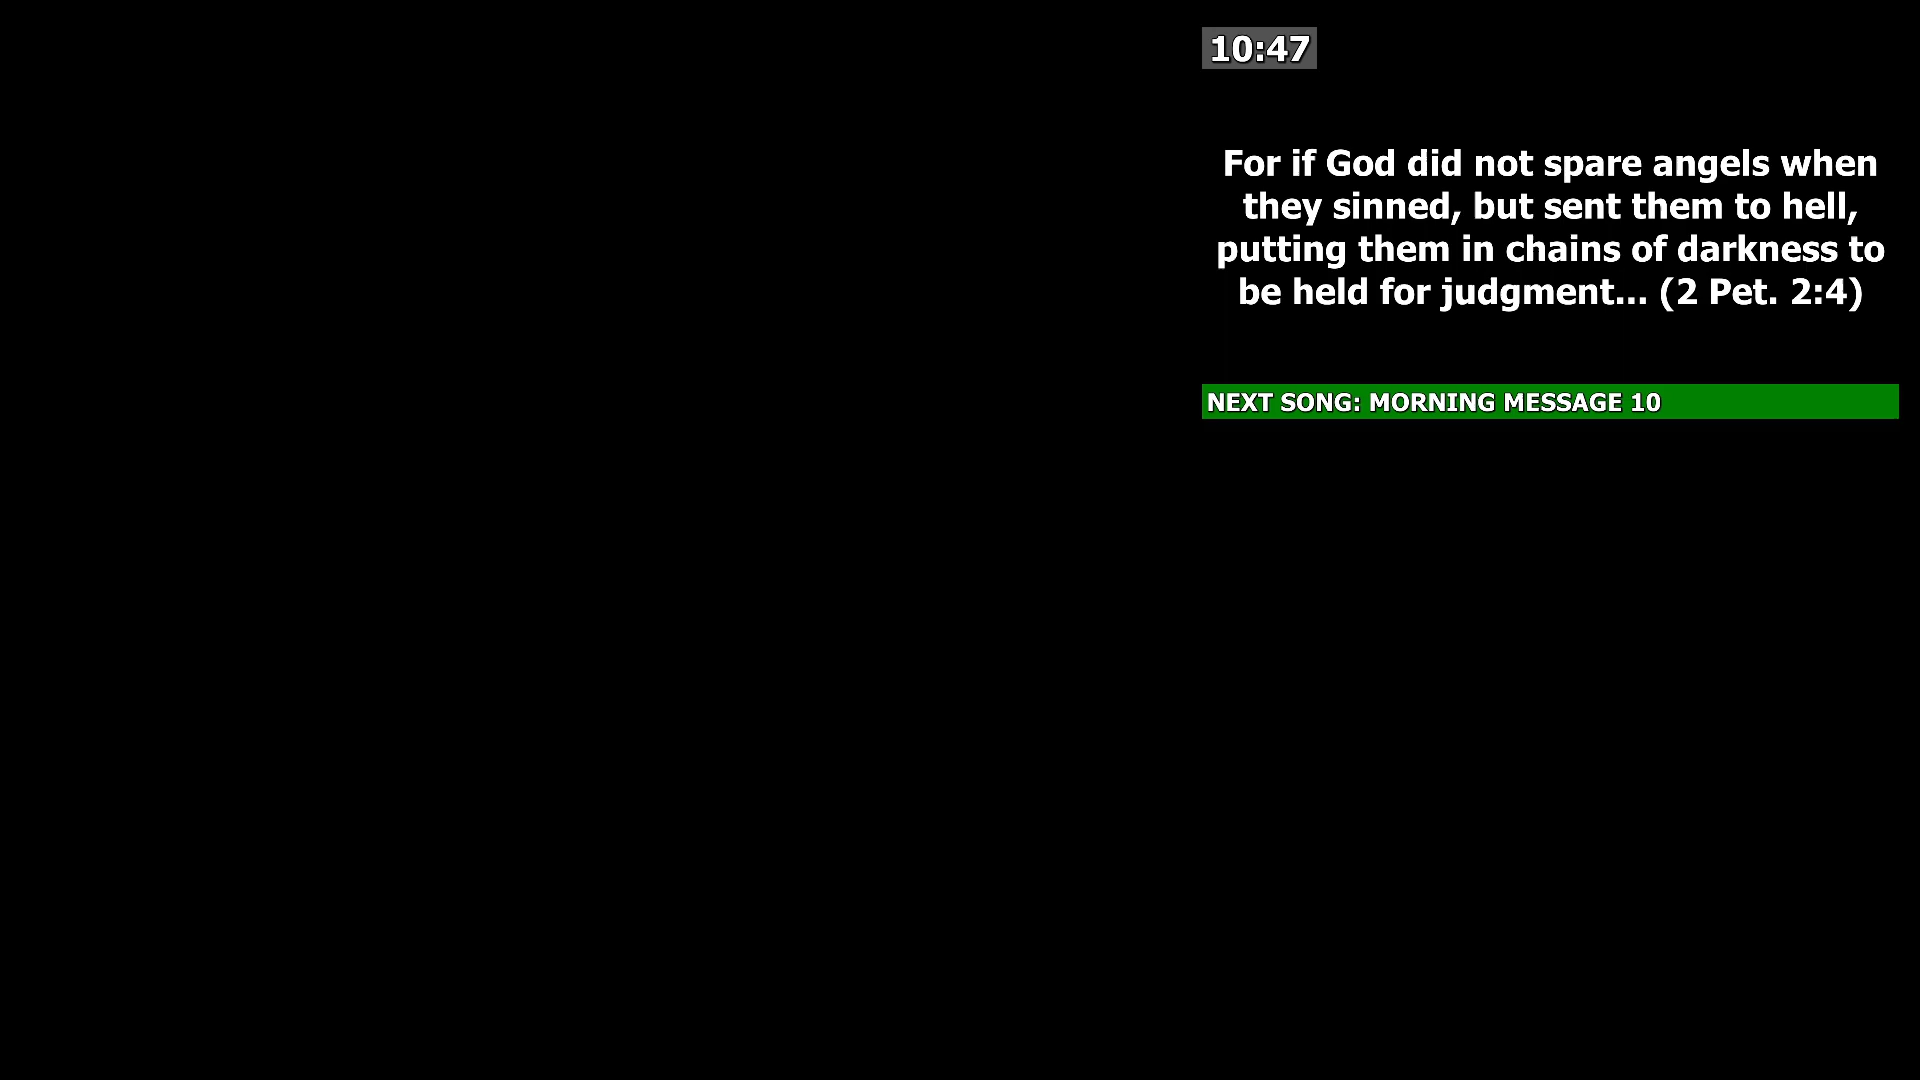 10:47
For if God did not spare angels when
they sinned, but sent them to hell,
putting them in chains of darkness to
be held for judgment... (2 Pet. 2:4)
NEXT SONG: MORNING MESSAGE 10